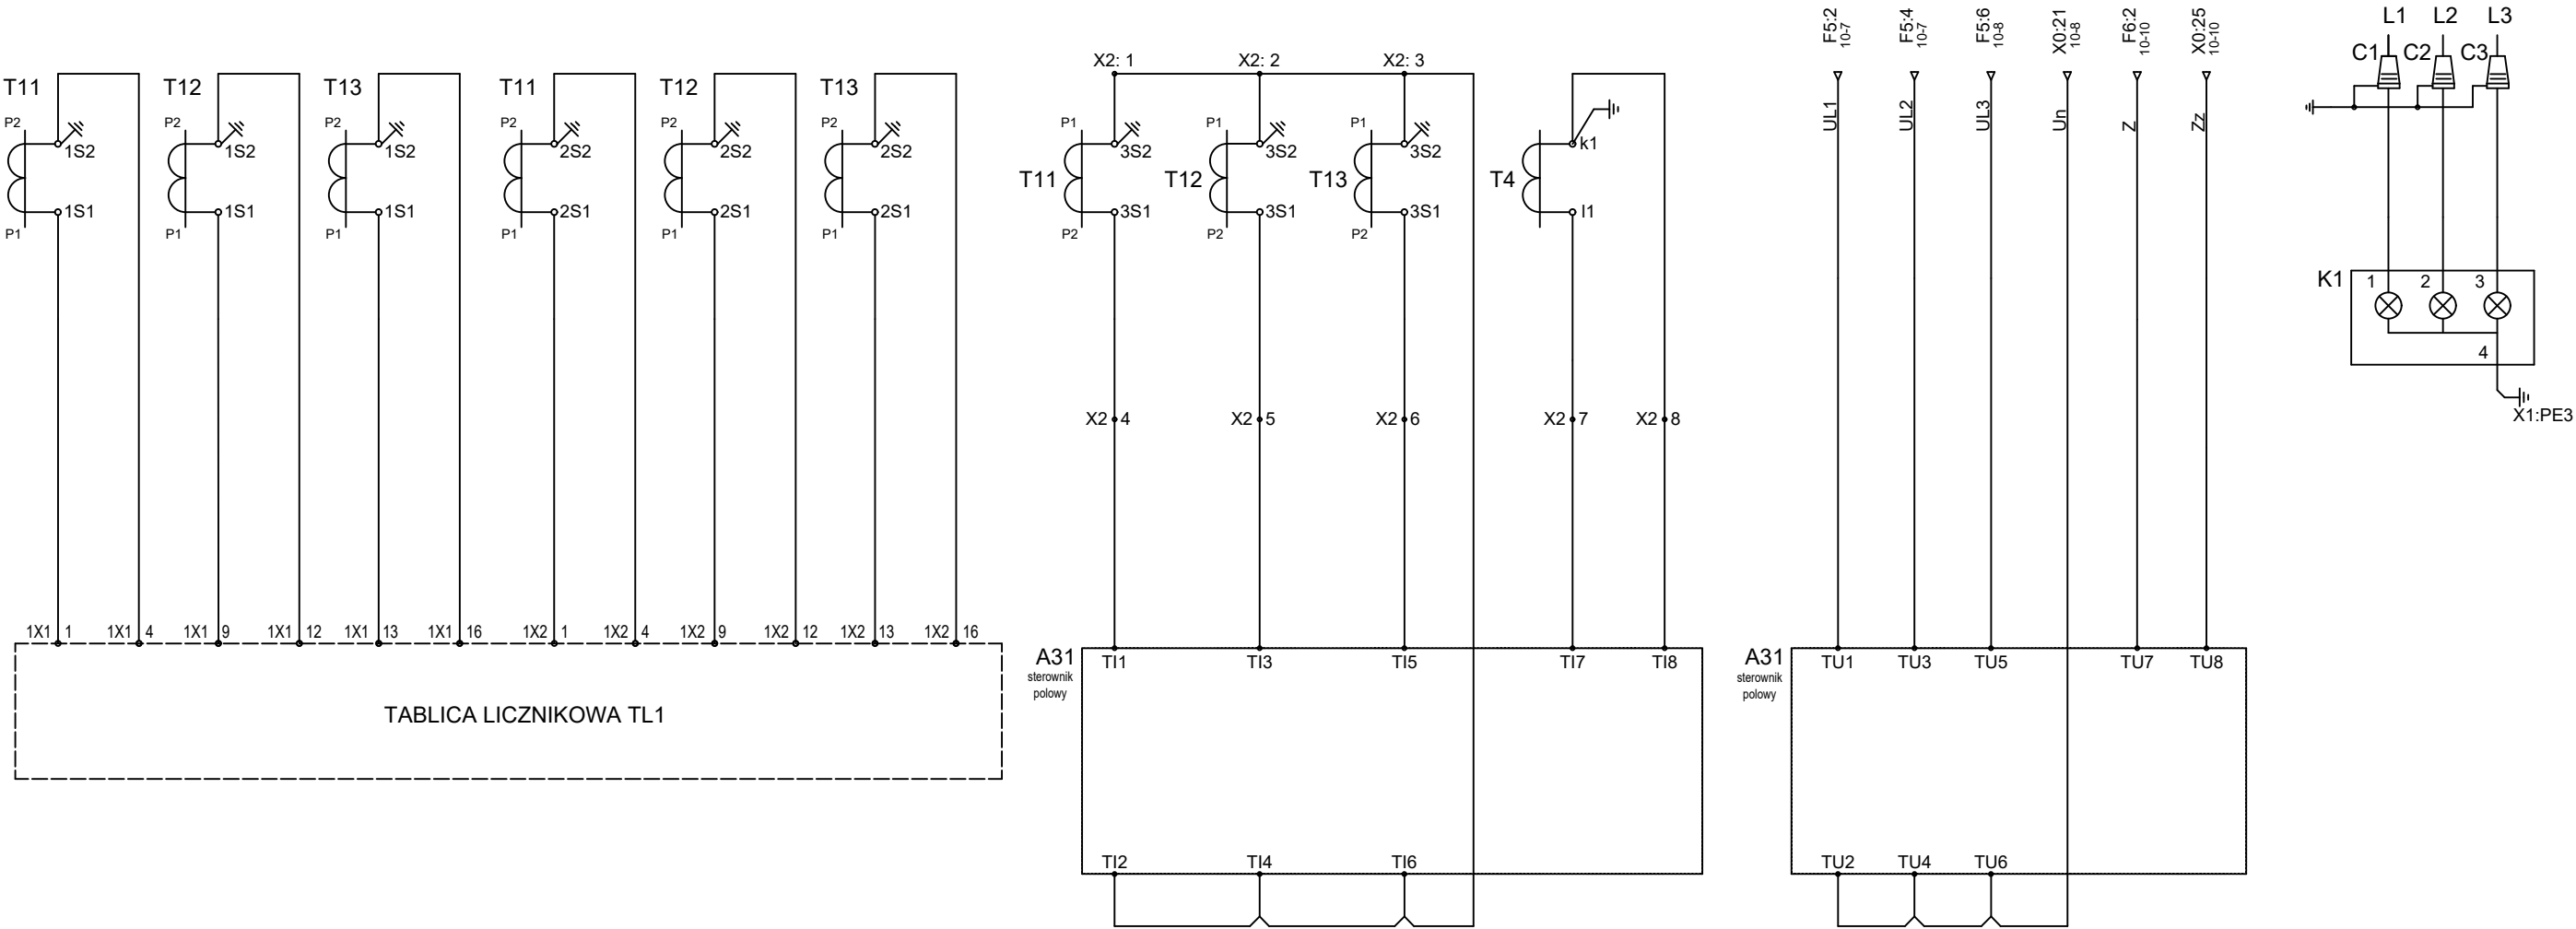 F5:2
10-7
F5:4
10-7
F5:6
10-8
X0:21
10-8
F6:2
10-10
X0:25
10-10
L1 L2 L3
C1 C2 C3
X2: 1 X2: 2 X2: 3
T11 T12 T13 T11 T12 T13
UL1 UL2 UL3 Un Z Zz
P2 P2 P2 P2 P2 P2 P1 P1 P1
1S2 1S2 1S2 2S2 2S2 2S2 3S2 3S2 3S2 k1
T11 T12 T13 T4
1S1 1S1 1S1 2S1 2S1 2S1 3S1 3S1 3S1 l1
P1 P1 P1 P1 P1 P1 P2 P2 P2
K1 1 2 3
4
X1:PE3
X2 4 X2 5 X2 6 X2 7 X2 8
1X1 1 1X1 4 1X1 9 1X1 12 1X1 13 1X1 16 1X2 1 1X2 4 1X2 9 1X2 12 1X2 13 1X2 16
A31 TI1 TI3 TI5 TI7 TI8
sterownik
polowy
A31 TU1 TU3 TU5 TU7 TU8
sterownik
polowy
TABLICA LICZNIKOWA TL1
TI2 TI4 TI6
TU2 TU4 TU6